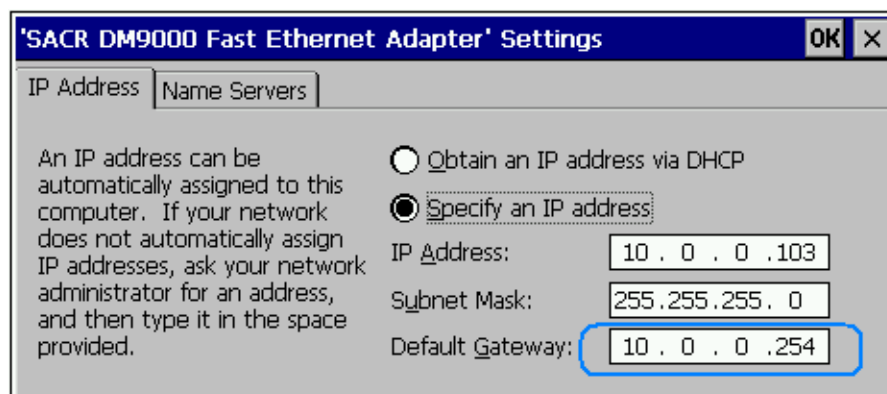 'SACR DM9000 Fast Ethernet Adapter' Settings OK ×
IP Address Name Servers
An IP address can be
automatically assigned to this
computer. If your network
does not automatically assign
IP addresses, ask your network
administrator for an address,
and then type it in the space
provided.
Obtain an IP address via DHCP
Specify an IP address
IP Address: 10 . 0 . 0 .103
Subnet Mask: 255.255.255. 0
Default Gateway: 10 . 0 . 0 .254